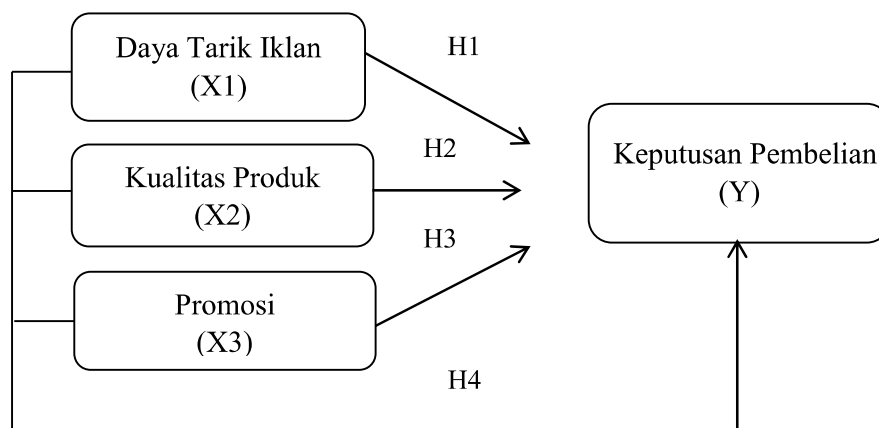 Daya Tarik Iklan
(X1)
H1
Kualitas Produk
(X2)
H2
Promosi
(X3)
H3
H4
Keputusan Pembelian
(Y)